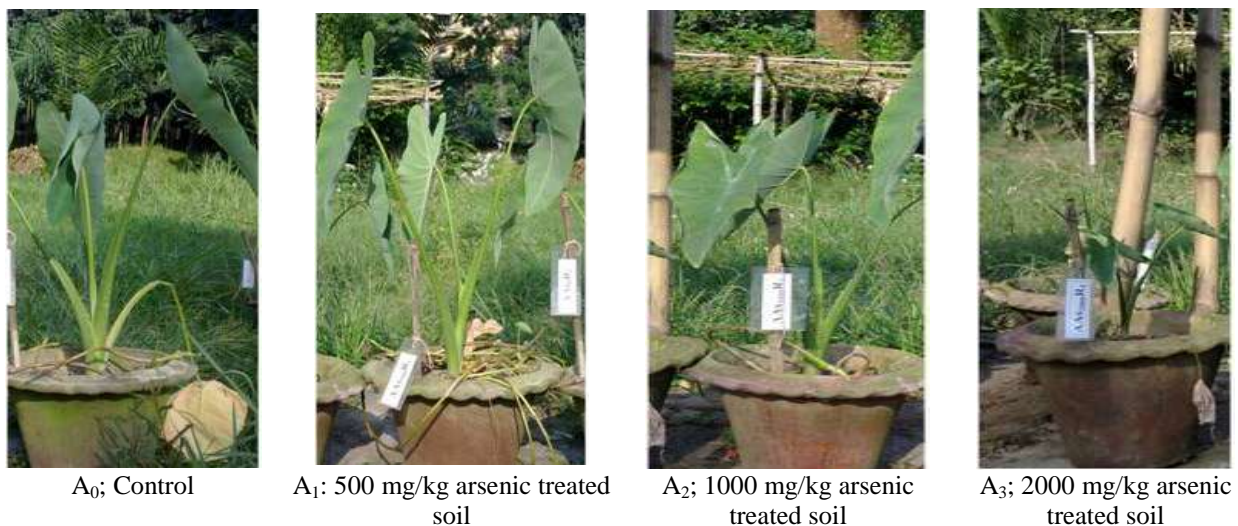 A₀; Control
A₁: 500 mg/kg arsenic treated
soil
A₂; 1000 mg/kg arsenic
treated soil
A₃; 2000 mg/kg arsenic
treated soil